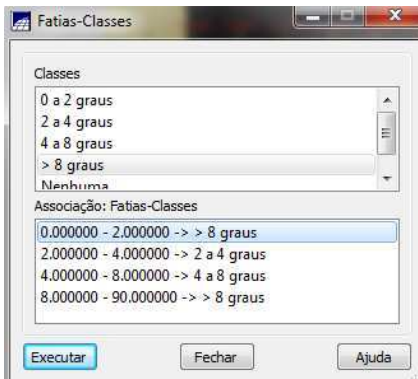 Fatias-Classes
Classes
0 a 2 graus
2 a 4 graus
4 a 8 graus
> 8 graus
Nenhuma
Associação: Fatias-Classes
0.000000 - 2.000000 -> > 8 graus
2.000000 - 4.000000 -> 2 a 4 graus
4.000000 - 8.000000 -> 4 a 8 graus
8.000000 - 90.000000 -> > 8 graus
Executar
Fechar
Ajuda